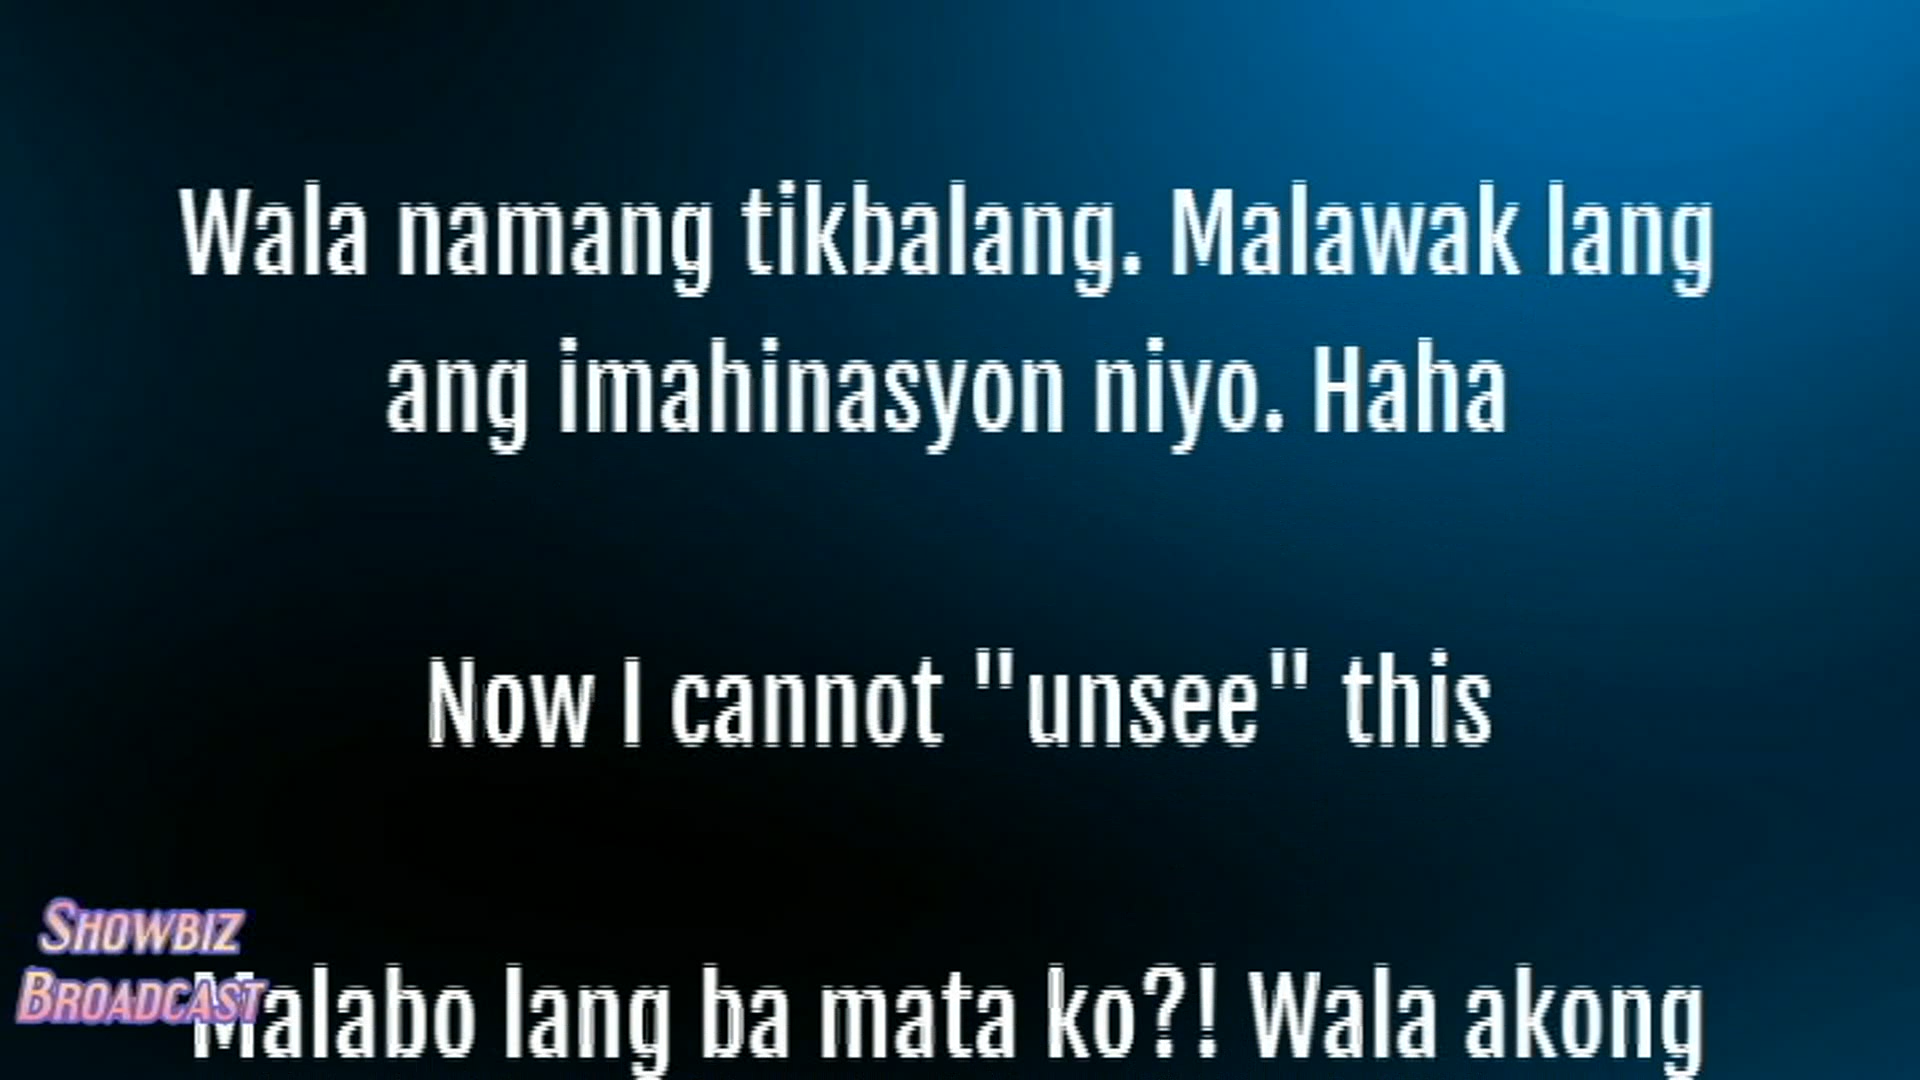 Wala namang tikbalang. Malawak lang
ang imahinasyon niyo. Haha
Now I cannot "unsee" this
SHOWBIZ
BROADCAST
Malabo lang ba mata ko?! Wala akong